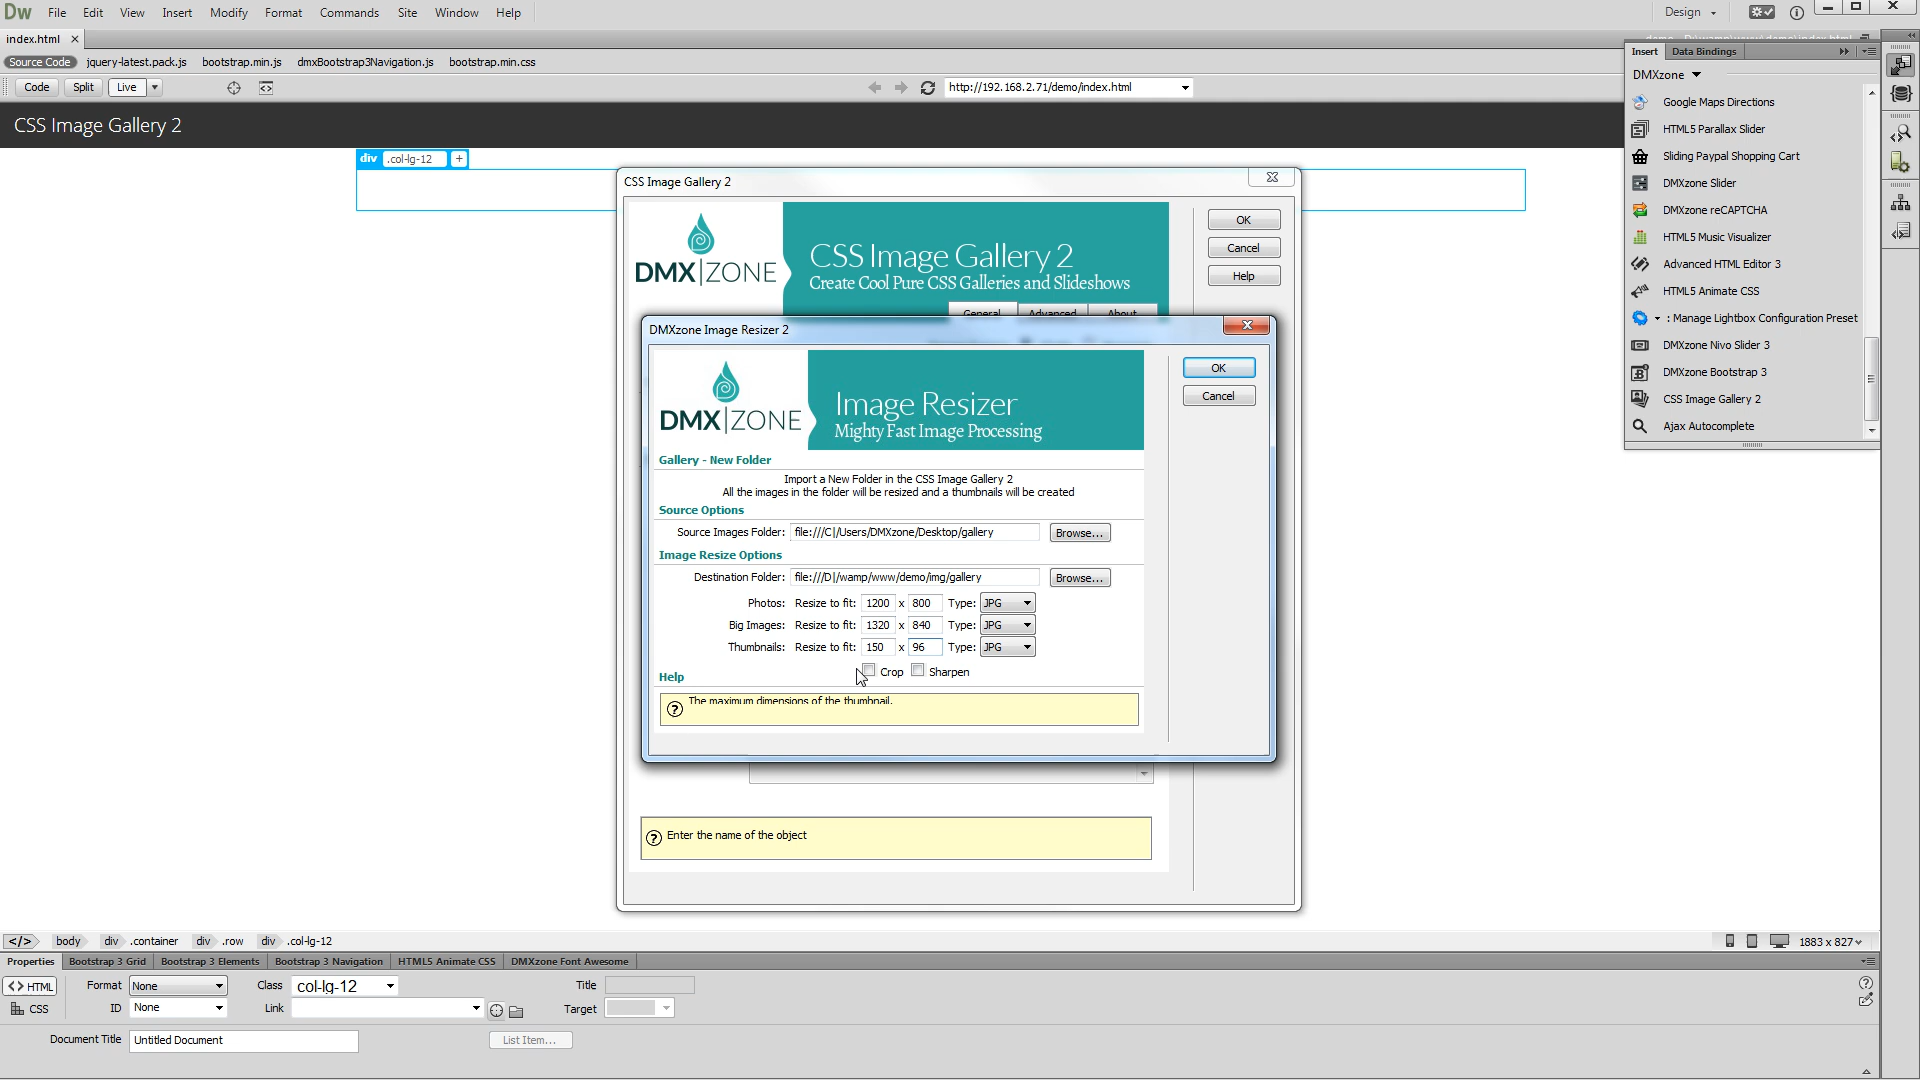 Dw File Edit View Insert Modify Format Commands Site Window Help Design
index.html
Source Code jquery-latest.pack.js bootstrap.min.js dmxBootstrap3Navigation.js bootstrap.min.css
Code Split Live http://192.168.2.71/demo/index.html
CSS Image Gallery 2
div .col-lg-12 +
CSS Image Gallery 2
DMX|ZONE
CSS Image Gallery 2
Create Cool Pure CSS Galleries and Slideshows
OK
Cancel
Help
General Advanced About
DMXzone Image Resizer 2
DMX|ZONE
Image Resizer
Mighty Fast Image Processing
OK
Cancel
Gallery - New Folder
Import a New Folder in the CSS Image Gallery 2
All the images in the folder will be resized and a thumbnails will be created
Source Options
Source Images Folder: file:///C|/Users/DMXzone/Desktop/gallery Browse...
Image Resize Options
Destination Folder: file:///D|/wamp/www/demo/img/gallery Browse...
Photos: Resize to fit: 1200 x 800 Type: JPG
Big Images: Resize to fit: 1320 x 840 Type: JPG
Thumbnails: Resize to fit: 150 x 96 Type: JPG
Crop Sharpen
Help
? The maximum dimensions of the thumbnail.
? Enter the name of the object
Insert Data Bindings
DMXzone
Google Maps Directions
HTML5 Parallax Slider
Sliding Paypal Shopping Cart
DMXzone Slider
DMXzone reCAPTCHA
HTML5 Music Visualizer
Advanced HTML Editor 3
HTML5 Animate CSS
: Manage Lightbox Configuration Preset
DMXzone Nivo Slider 3
DMXzone Bootstrap 3
CSS Image Gallery 2
Ajax Autocomplete
</> body div .container div .row div .col-lg-12 1883 x 827
Properties Bootstrap 3 Grid Bootstrap 3 Elements Bootstrap 3 Navigation HTML5 Animate CSS DMXzone Font Awesome
<> HTML Format None Class col-lg-12 Title
CSS ID None Link Target
Document Title Untitled Document List Item...